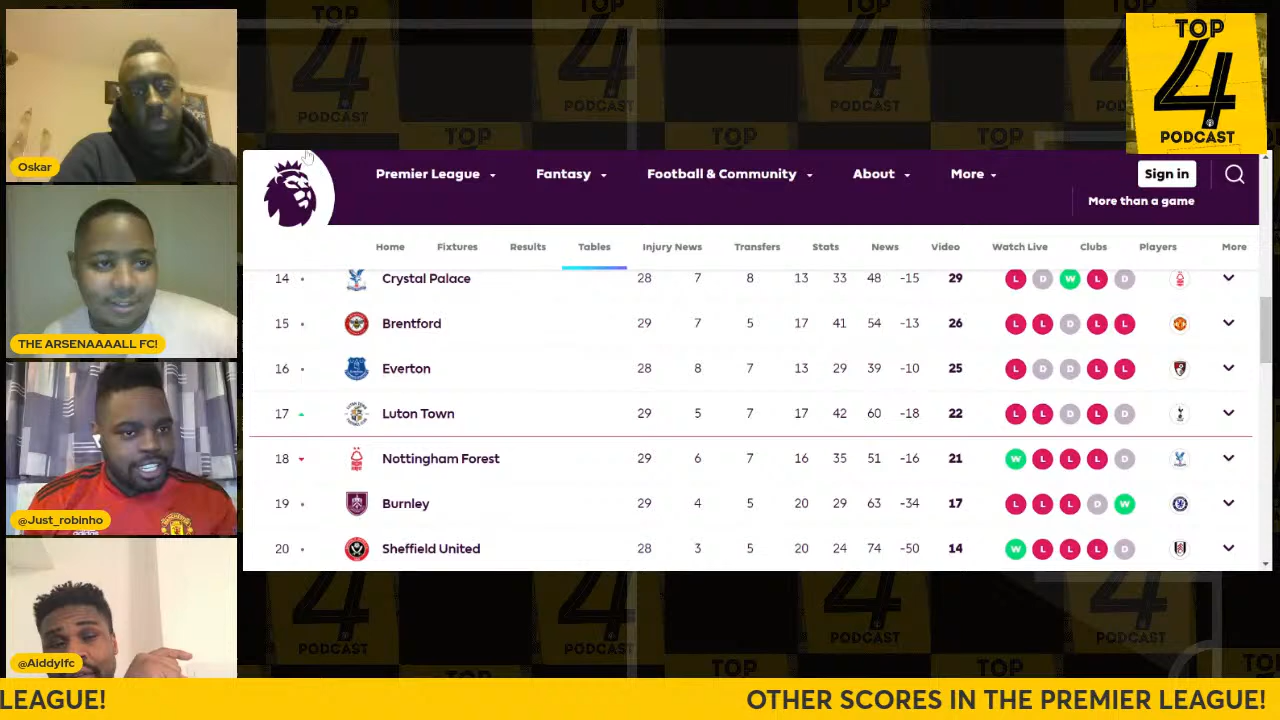 TOP
4
PODCAST
Oskar
THE ARSENAAAALL FC!
@Just_robinho
@Aiddylfc
Premier League Fantasy Football & Community About More Sign in
More than a game
Home Fixtures Results Tables Injury News Transfers Stats News Video Watch Live Clubs Players More
14 Crystal Palace 28 7 8 13 33 48 -15 29 L D W L D
15 Brentford 29 7 5 17 41 54 -13 26 L L D L L
16 Everton 28 8 7 13 29 39 -10 25 L D D L L
17 Luton Town 29 5 7 17 42 60 -18 22 L L D L D
18 Nottingham Forest 29 6 7 16 35 51 -16 21 W L L L D
19 Burnley 29 4 5 20 29 63 -34 17 L L L D W
20 Sheffield United 28 3 5 20 24 74 -50 14 W L L L D
LEAGUE! OTHER SCORES IN THE PREMIER LEAGUE!